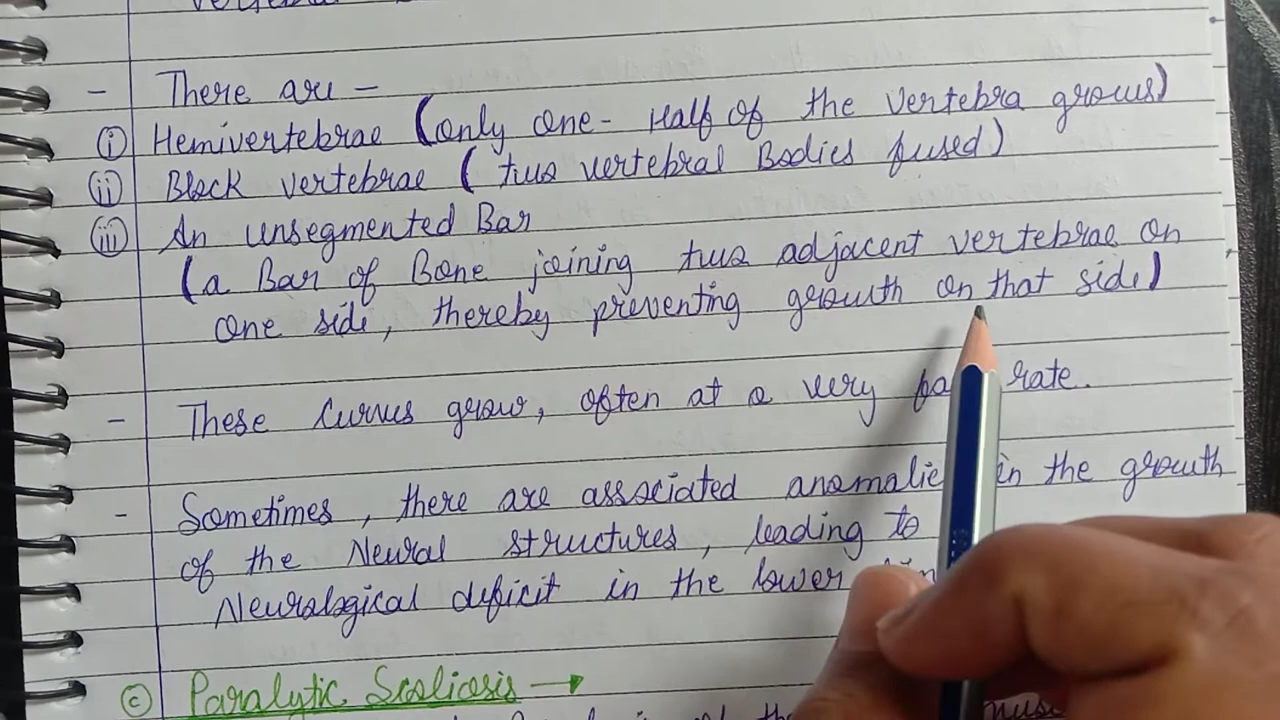 - There are -
(i) Hemivertebrae (only one-half of the vertebra grows)
(ii) Block vertebrae (two vertebral Bodies fused)
(iii) An unsegmented Bar
(a Bar of Bone joining two adjacent vertebrae on
one side, thereby preventing growth on that side)
- These Curves grow, often at a very rate.
- Sometimes, there are associated anomalies in the growth
of the Neural structures, leading to
Neurological deficit in the lower
(c) Paralytic Scoliosis →